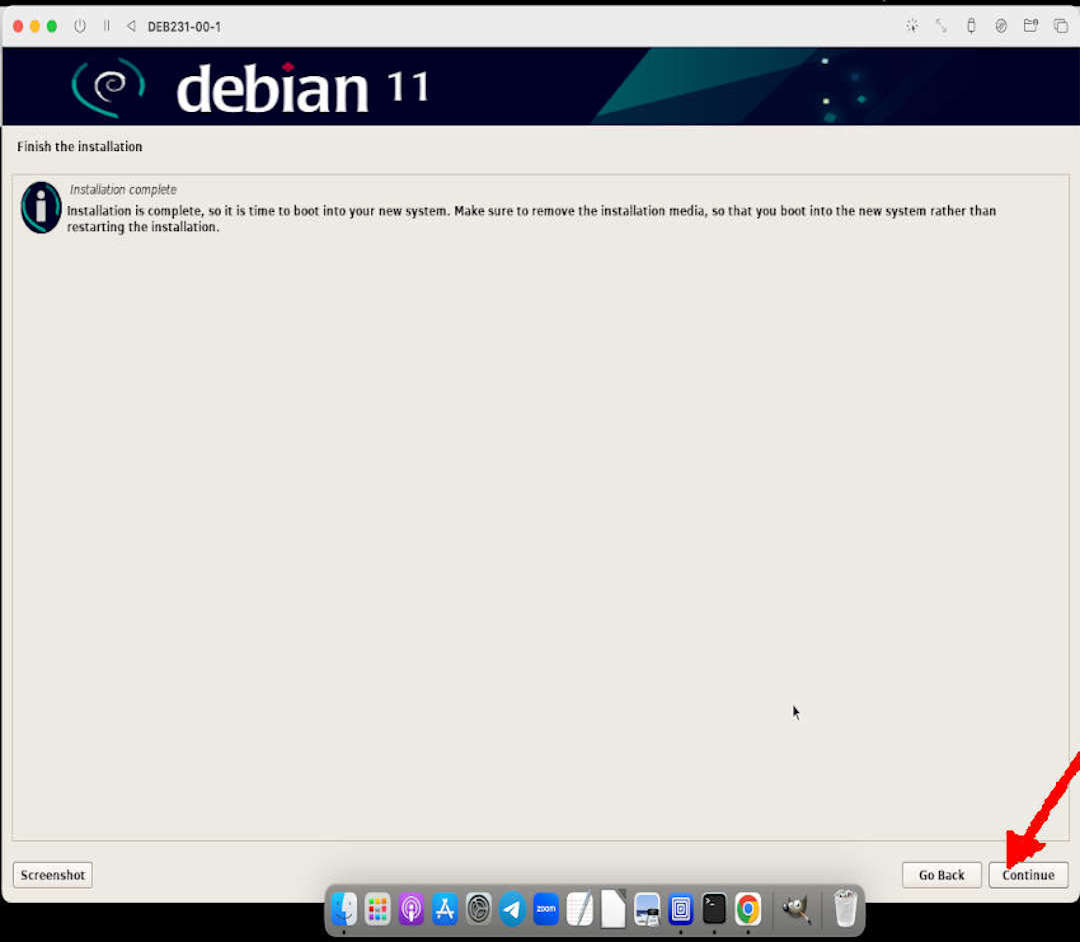 DEB231-00-1
debian 11
Finish the installation
Installation complete
Installation is complete, so it is time to boot into your new system. Make sure to remove the installation media, so that you boot into the new system rather than
restarting the installation.
Screenshot
Go Back
Continue
zoom